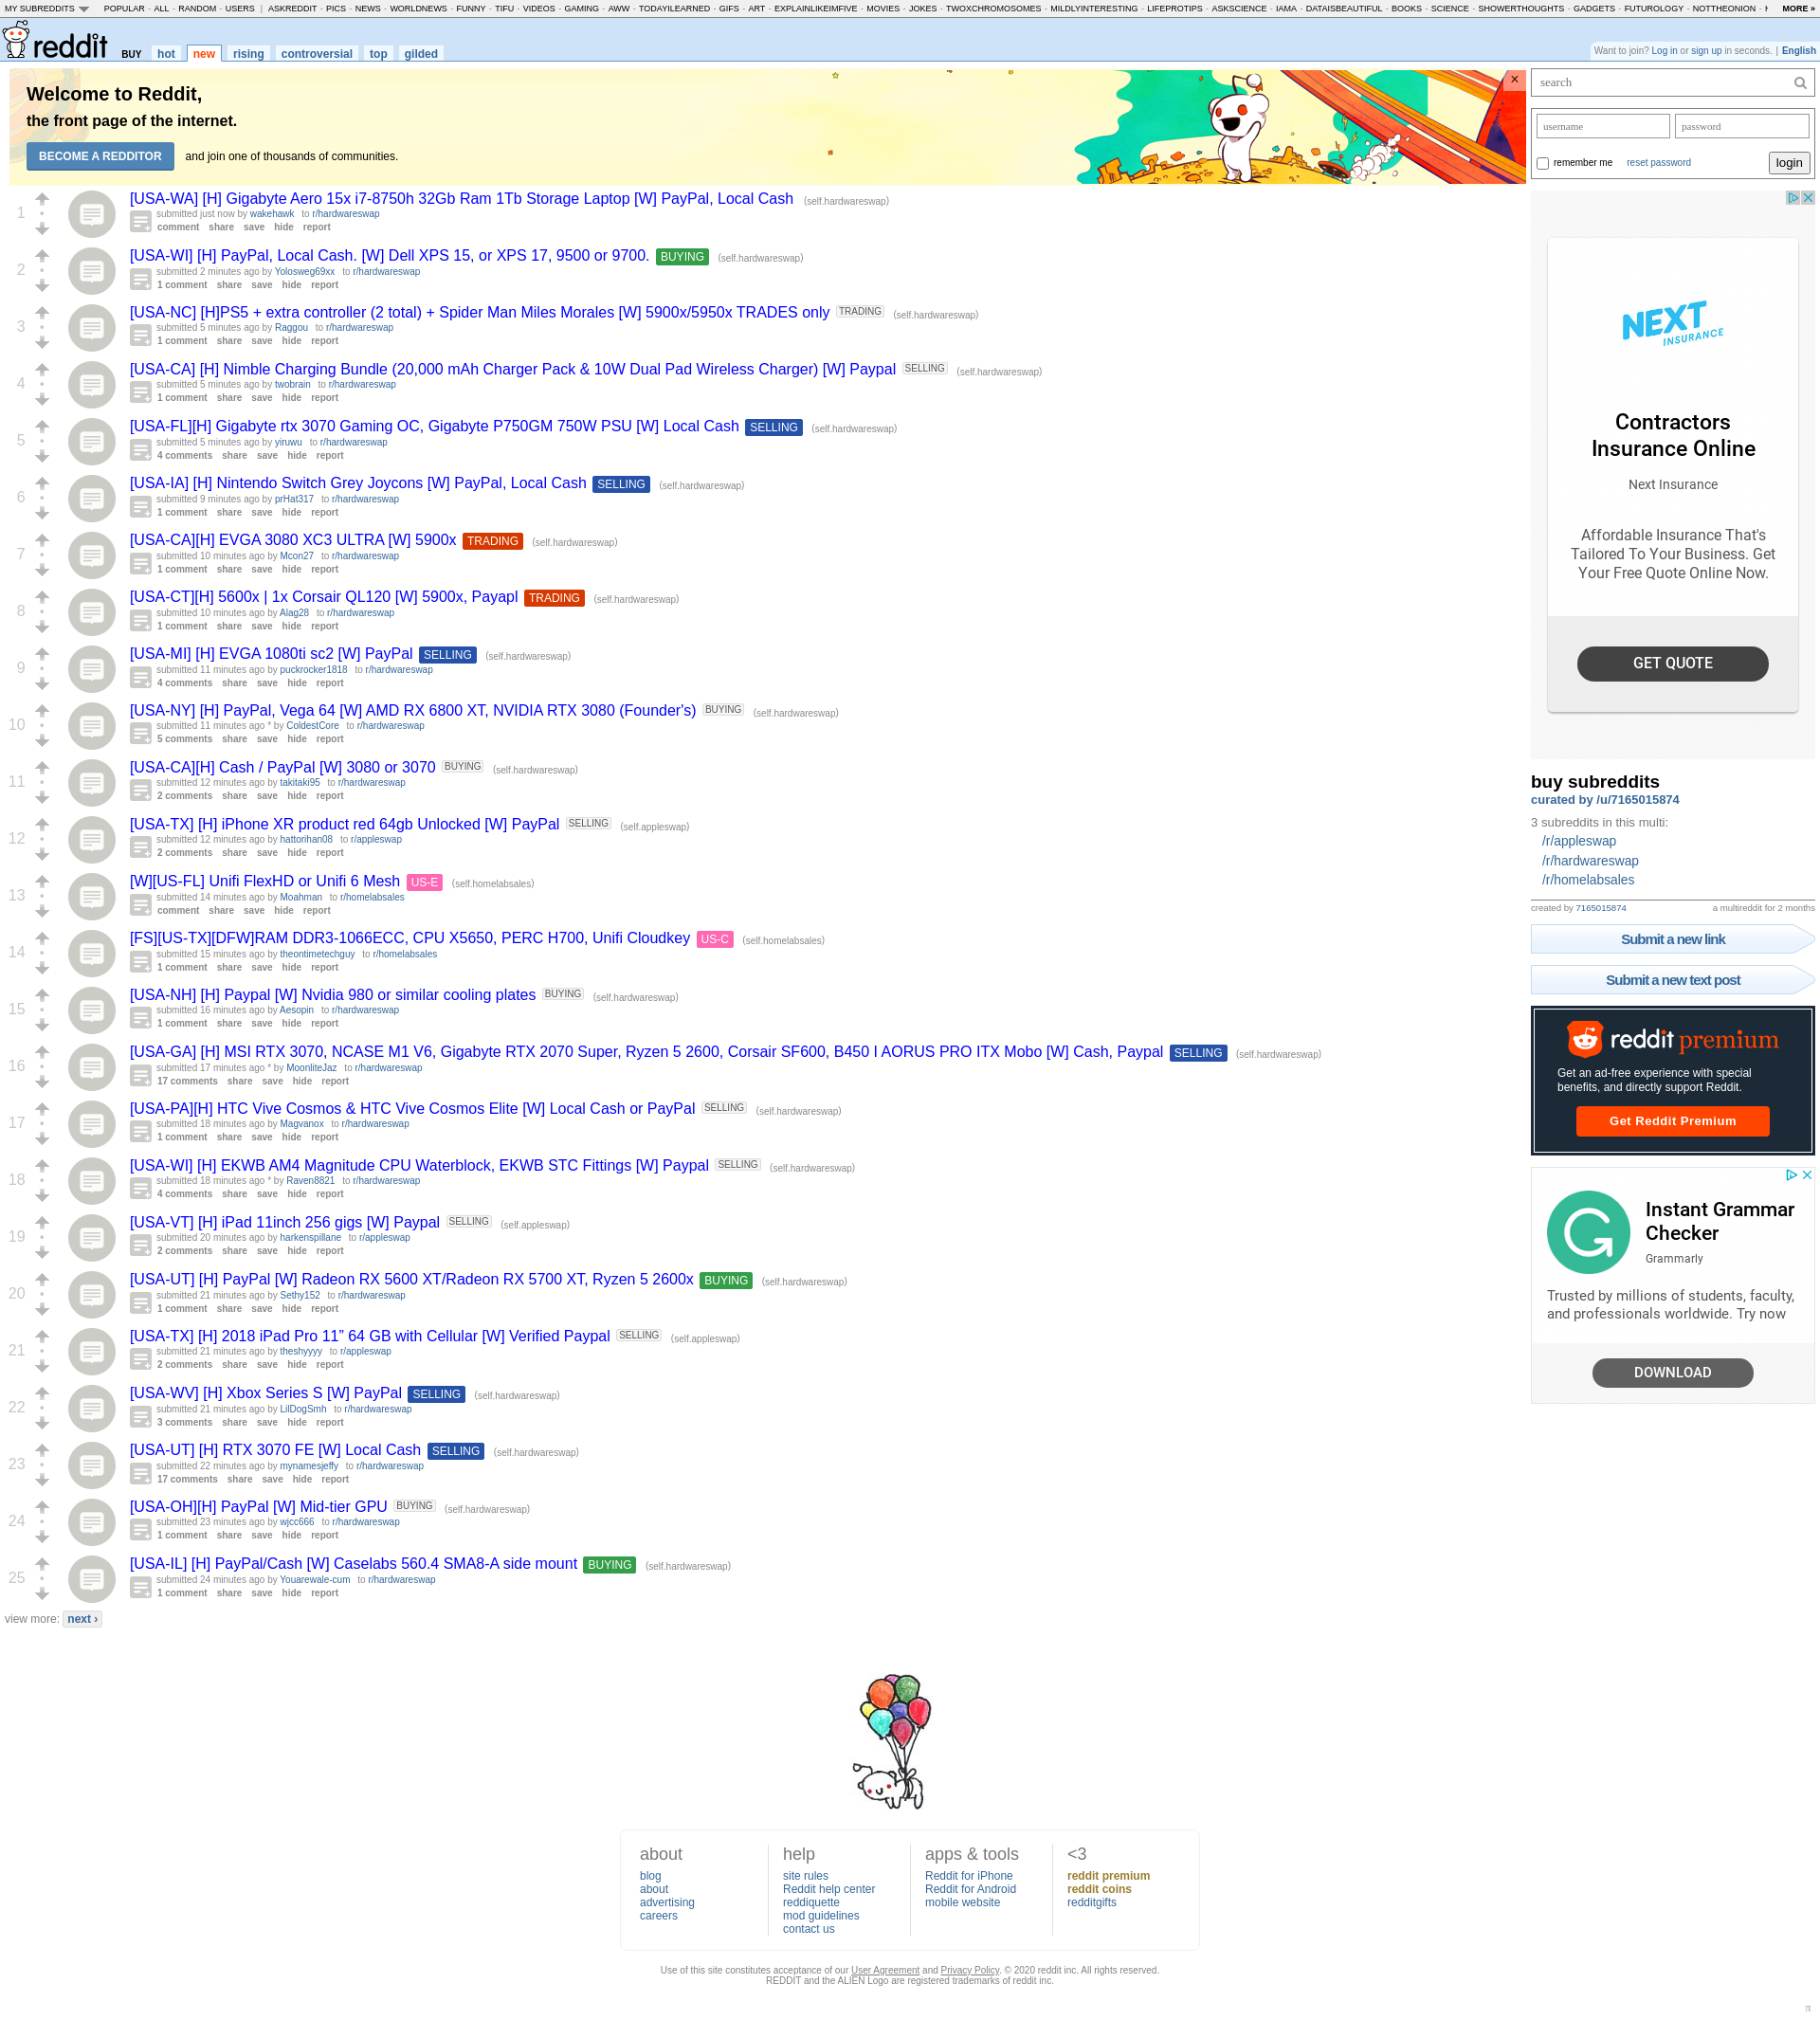 MY SUBREDDITS POPULAR - ALL - RANDOM - USERS | ASKREDDIT - PICS - NEWS - WORLDNEWS - FUNNY - TIFU - VIDEOS - GAMING - AWW - TODAYILEARNED - GIFS - ART - EXPLAINLIKEIMFIVE - MOVIES - JOKES - TWOXCHROMOSOMES - MILDLYINTERESTING - LIFEPROTIPS - ASKSCIENCE - IAMA - DATAISBEAUTIFUL - BOOKS - SCIENCE - SHOWERTHOUGHTS - GADGETS - FUTUROLOGY - NOTTHEONION - MORE »
reddit BUY hot new rising controversial top gilded
Want to join? Log in or sign up in seconds. | English
Welcome to Reddit,
the front page of the internet.
BECOME A REDDITOR and join one of thousands of communities.
×
1
[USA-WA] [H] Gigabyte Aero 15x i7-8750h 32Gb Ram 1Tb Storage Laptop [W] PayPal, Local Cash (self.hardwareswap)
submitted just now by wakehawk to r/hardwareswap
comment share save hide report
2
[USA-WI] [H] PayPal, Local Cash. [W] Dell XPS 15, or XPS 17, 9500 or 9700. BUYING (self.hardwareswap)
submitted 2 minutes ago by Yolosweg69xx to r/hardwareswap
1 comment share save hide report
3
[USA-NC] [H]PS5 + extra controller (2 total) + Spider Man Miles Morales [W] 5900x/5950x TRADES only TRADING (self.hardwareswap)
submitted 5 minutes ago by Raggou to r/hardwareswap
1 comment share save hide report
4
[USA-CA] [H] Nimble Charging Bundle (20,000 mAh Charger Pack & 10W Dual Pad Wireless Charger) [W] Paypal SELLING (self.hardwareswap)
submitted 5 minutes ago by twobrain to r/hardwareswap
1 comment share save hide report
5
[USA-FL][H] Gigabyte rtx 3070 Gaming OC, Gigabyte P750GM 750W PSU [W] Local Cash SELLING (self.hardwareswap)
submitted 5 minutes ago by yiruwu to r/hardwareswap
4 comments share save hide report
6
[USA-IA] [H] Nintendo Switch Grey Joycons [W] PayPal, Local Cash SELLING (self.hardwareswap)
submitted 9 minutes ago by prHat317 to r/hardwareswap
1 comment share save hide report
7
[USA-CA][H] EVGA 3080 XC3 ULTRA [W] 5900x TRADING (self.hardwareswap)
submitted 10 minutes ago by Mcon27 to r/hardwareswap
1 comment share save hide report
8
[USA-CT][H] 5600x | 1x Corsair QL120 [W] 5900x, Payapl TRADING (self.hardwareswap)
submitted 10 minutes ago by Alag28 to r/hardwareswap
1 comment share save hide report
9
[USA-MI] [H] EVGA 1080ti sc2 [W] PayPal SELLING (self.hardwareswap)
submitted 11 minutes ago by puckrocker1818 to r/hardwareswap
4 comments share save hide report
10
[USA-NY] [H] PayPal, Vega 64 [W] AMD RX 6800 XT, NVIDIA RTX 3080 (Founder's) BUYING (self.hardwareswap)
submitted 11 minutes ago * by ColdestCore to r/hardwareswap
5 comments share save hide report
11
[USA-CA][H] Cash / PayPal [W] 3080 or 3070 BUYING (self.hardwareswap)
submitted 12 minutes ago by takitaki95 to r/hardwareswap
2 comments share save hide report
12
[USA-TX] [H] iPhone XR product red 64gb Unlocked [W] PayPal SELLING (self.appleswap)
submitted 12 minutes ago by hattorihan08 to r/appleswap
2 comments share save hide report
13
[W][US-FL] Unifi FlexHD or Unifi 6 Mesh US-E (self.homelabsales)
submitted 14 minutes ago by Moahman to r/homelabsales
comment share save hide report
14
[FS][US-TX][DFW]RAM DDR3-1066ECC, CPU X5650, PERC H700, Unifi Cloudkey US-C (self.homelabsales)
submitted 15 minutes ago by theontimetechguy to r/homelabsales
1 comment share save hide report
15
[USA-NH] [H] Paypal [W] Nvidia 980 or similar cooling plates BUYING (self.hardwareswap)
submitted 16 minutes ago by Aesopin to r/hardwareswap
1 comment share save hide report
16
[USA-GA] [H] MSI RTX 3070, NCASE M1 V6, Gigabyte RTX 2070 Super, Ryzen 5 2600, Corsair SF600, B450 I AORUS PRO ITX Mobo [W] Cash, Paypal SELLING (self.hardwareswap)
submitted 17 minutes ago * by MoonliteJaz to r/hardwareswap
17 comments share save hide report
17
[USA-PA][H] HTC Vive Cosmos & HTC Vive Cosmos Elite [W] Local Cash or PayPal SELLING (self.hardwareswap)
submitted 18 minutes ago by Magvanox to r/hardwareswap
1 comment share save hide report
18
[USA-WI] [H] EKWB AM4 Magnitude CPU Waterblock, EKWB STC Fittings [W] Paypal SELLING (self.hardwareswap)
submitted 18 minutes ago * by Raven8821 to r/hardwareswap
4 comments share save hide report
19
[USA-VT] [H] iPad 11inch 256 gigs [W] Paypal SELLING (self.appleswap)
submitted 20 minutes ago by harkenspillane to r/appleswap
2 comments share save hide report
20
[USA-UT] [H] PayPal [W] Radeon RX 5600 XT/Radeon RX 5700 XT, Ryzen 5 2600x BUYING (self.hardwareswap)
submitted 21 minutes ago by Sethy152 to r/hardwareswap
1 comment share save hide report
21
[USA-TX] [H] 2018 iPad Pro 11” 64 GB with Cellular [W] Verified Paypal SELLING (self.appleswap)
submitted 21 minutes ago by theshyyyy to r/appleswap
2 comments share save hide report
22
[USA-WV] [H] Xbox Series S [W] PayPal SELLING (self.hardwareswap)
submitted 21 minutes ago by LilDogSmh to r/hardwareswap
3 comments share save hide report
23
[USA-UT] [H] RTX 3070 FE [W] Local Cash SELLING (self.hardwareswap)
submitted 22 minutes ago by mynamesjeffy to r/hardwareswap
17 comments share save hide report
24
[USA-OH][H] PayPal [W] Mid-tier GPU BUYING (self.hardwareswap)
submitted 23 minutes ago by wjcc666 to r/hardwareswap
1 comment share save hide report
25
[USA-IL] [H] PayPal/Cash [W] Caselabs 560.4 SMA8-A side mount BUYING (self.hardwareswap)
submitted 24 minutes ago by Youarewale-cum to r/hardwareswap
1 comment share save hide report
view more: next ›
search
username password
remember me reset password login
NEXT
INSURANCE
Contractors
Insurance Online
Next Insurance
Affordable Insurance That's
Tailored To Your Business. Get
Your Free Quote Online Now.
GET QUOTE
buy subreddits
curated by /u/7165015874
3 subreddits in this multi:
/r/appleswap
/r/hardwareswap
/r/homelabsales
created by 7165015874 a multireddit for 2 months
Submit a new link
Submit a new text post
reddit premium
Get an ad-free experience with special
benefits, and directly support Reddit.
Get Reddit Premium
Instant Grammar
Checker
Grammarly
Trusted by millions of students, faculty,
and professionals worldwide. Try now
DOWNLOAD
about
blog
about
advertising
careers
help
site rules
Reddit help center
reddiquette
mod guidelines
contact us
apps & tools
Reddit for iPhone
Reddit for Android
mobile website
<3
reddit premium
reddit coins
redditgifts
Use of this site constitutes acceptance of our User Agreement and Privacy Policy. © 2020 reddit inc. All rights reserved.
REDDIT and the ALIEN Logo are registered trademarks of reddit inc.
π